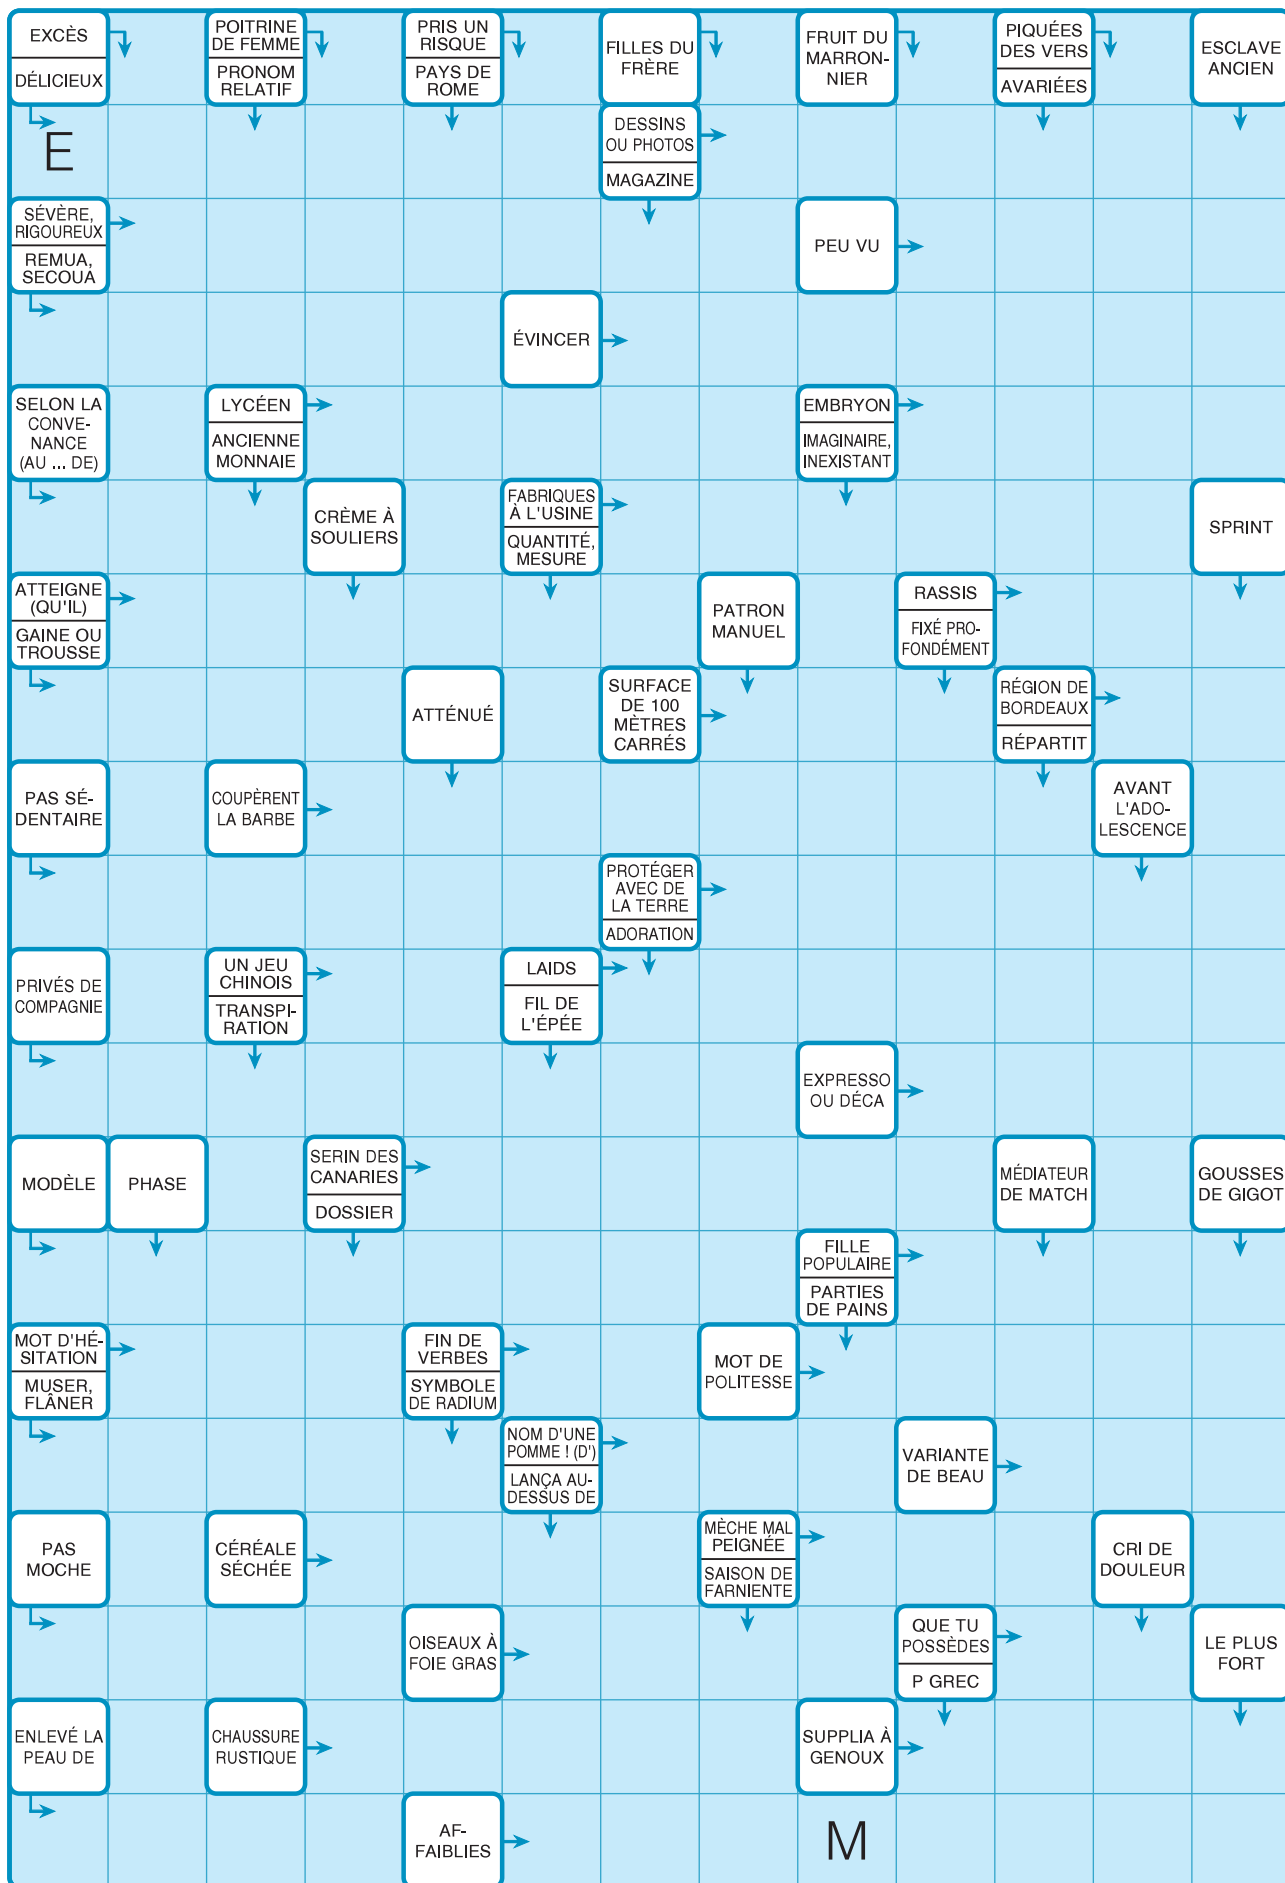 EXCÈS
DÉLICIEUX
POITRINE
DE FEMME
PRONOM
RELATIF
PRIS UN
RISQUE
PAYS DE
ROME
FILLES DU
FRÈRE
FRUIT DU
MARRON-
NIER
PIQUÉES
DES VERS
AVARIÉES
ESCLAVE
ANCIEN
E
DESSINS
OU PHOTOS
MAGAZINE
SÉVÈRE,
RIGOUREUX
REMUA,
SECOUA
PEU VU
ÉVINCER
SELON LA
CONVE-
NANCE
(AU ... DE)
LYCÉEN
ANCIENNE
MONNAIE
EMBRYON
IMAGINAIRE,
INEXISTANT
CRÈME À
SOULIERS
FABRIQUES
À L'USINE
QUANTITÉ,
MESURE
SPRINT
ATTEIGNE
(QU'IL)
GAINE OU
TROUSSE
PATRON
MANUEL
RASSIS
FIXÉ PRO-
FONDÉMENT
ATTÉNUÉ
SURFACE
DE 100
MÈTRES
CARRÉS
RÉGION DE
BORDEAUX
RÉPARTIT
PAS SÉ-
DENTAIRE
COUPÈRENT
LA BARBE
AVANT
L'ADO-
LESCENCE
PROTÉGER
AVEC DE
LA TERRE
ADORATION
PRIVÉS DE
COMPAGNIE
UN JEU
CHINOIS
TRANSPI-
RATION
LAIDS
FIL DE
L'ÉPÉE
EXPRESSO
OU DÉCA
MODÈLE
PHASE
SERIN DES
CANARIES
DOSSIER
MÉDIATEUR
DE MATCH
GOUSSES
DE GIGOT
FILLE
POPULAIRE
PARTIES
DE PAINS
MOT D'HÉ-
SITATION
MUSER,
FLÂNER
FIN DE
VERBES
SYMBOLE
DE RADIUM
MOT DE
POLITESSE
NOM D'UNE
POMME ! (D')
LANÇA AU-
DESSUS DE
VARIANTE
DE BEAU
PAS
MOCHE
CÉRÉALE
SÉCHÉE
MÈCHE MAL
PEIGNÉE
SAISON DE
FARNIENTE
CRI DE
DOULEUR
OISEAUX À
FOIE GRAS
QUE TU
POSSÈDES
P GREC
LE PLUS
FORT
ENLEVÉ LA
PEAU DE
CHAUSSURE
RUSTIQUE
SUPPLIA À
GENOUX
AF-
FAIBLIES
M